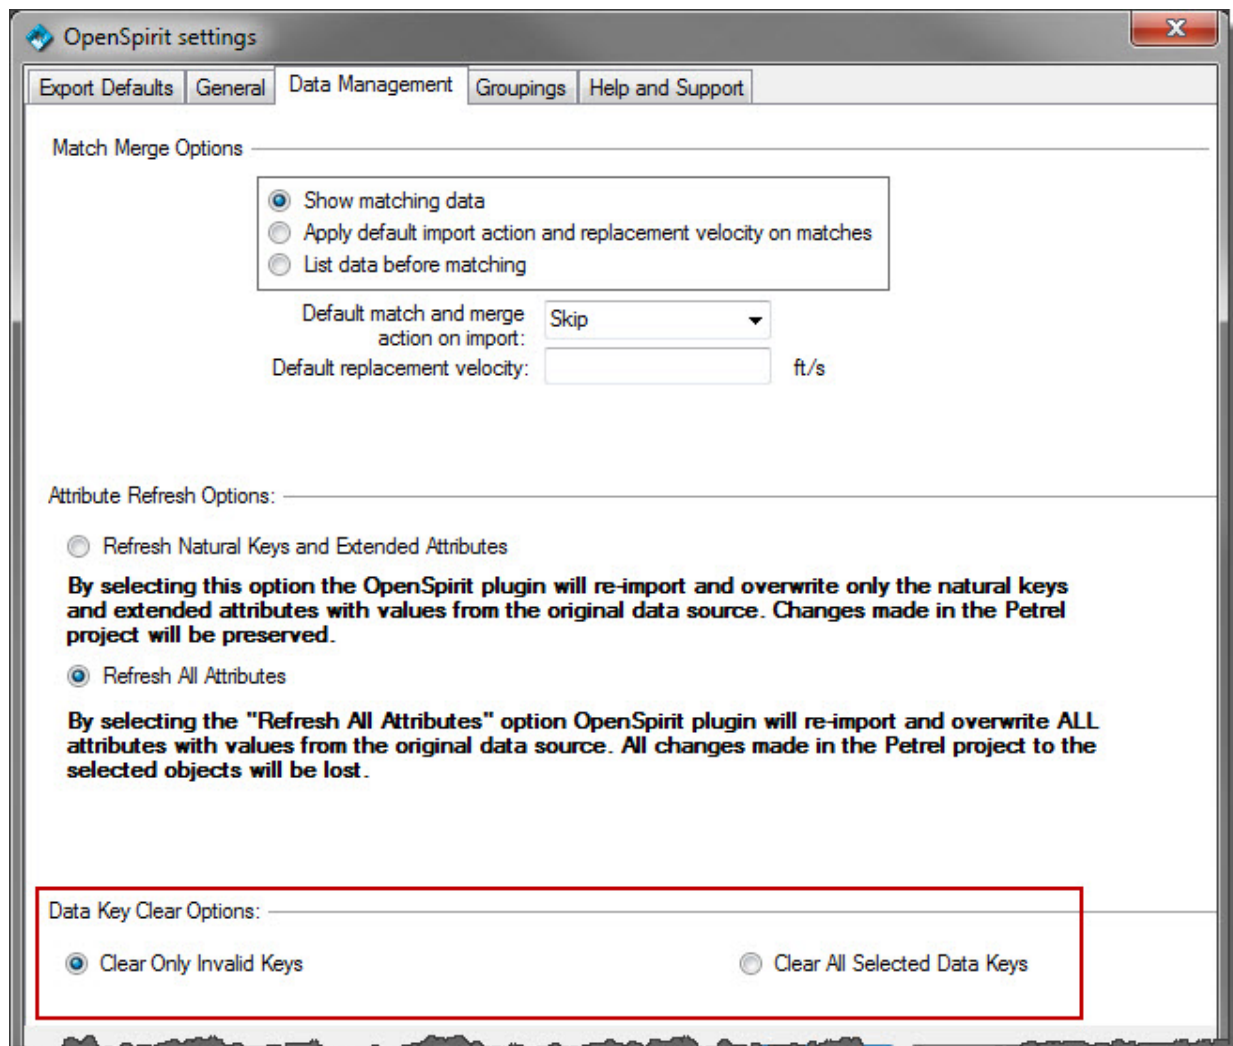 OpenSpirit settings
Export Defaults General Data Management Groupings Help and Support
Match Merge Options
Show matching data
Apply default import action and replacement velocity on matches
List data before matching
Default match and merge
action on import:
Skip
Default replacement velocity: ft/s
Attribute Refresh Options:
Refresh Natural Keys and Extended Attributes
By selecting this option the OpenSpirit plugin will re-import and overwrite only the natural keys
and extended attributes with values from the original data source. Changes made in the Petrel
project will be preserved.
Refresh All Attributes
By selecting the "Refresh All Attributes" option OpenSpirit plugin will re-import and overwrite ALL
attributes with values from the original data source. All changes made in the Petrel project to the
selected objects will be lost.
Data Key Clear Options:
Clear Only Invalid Keys Clear All Selected Data Keys